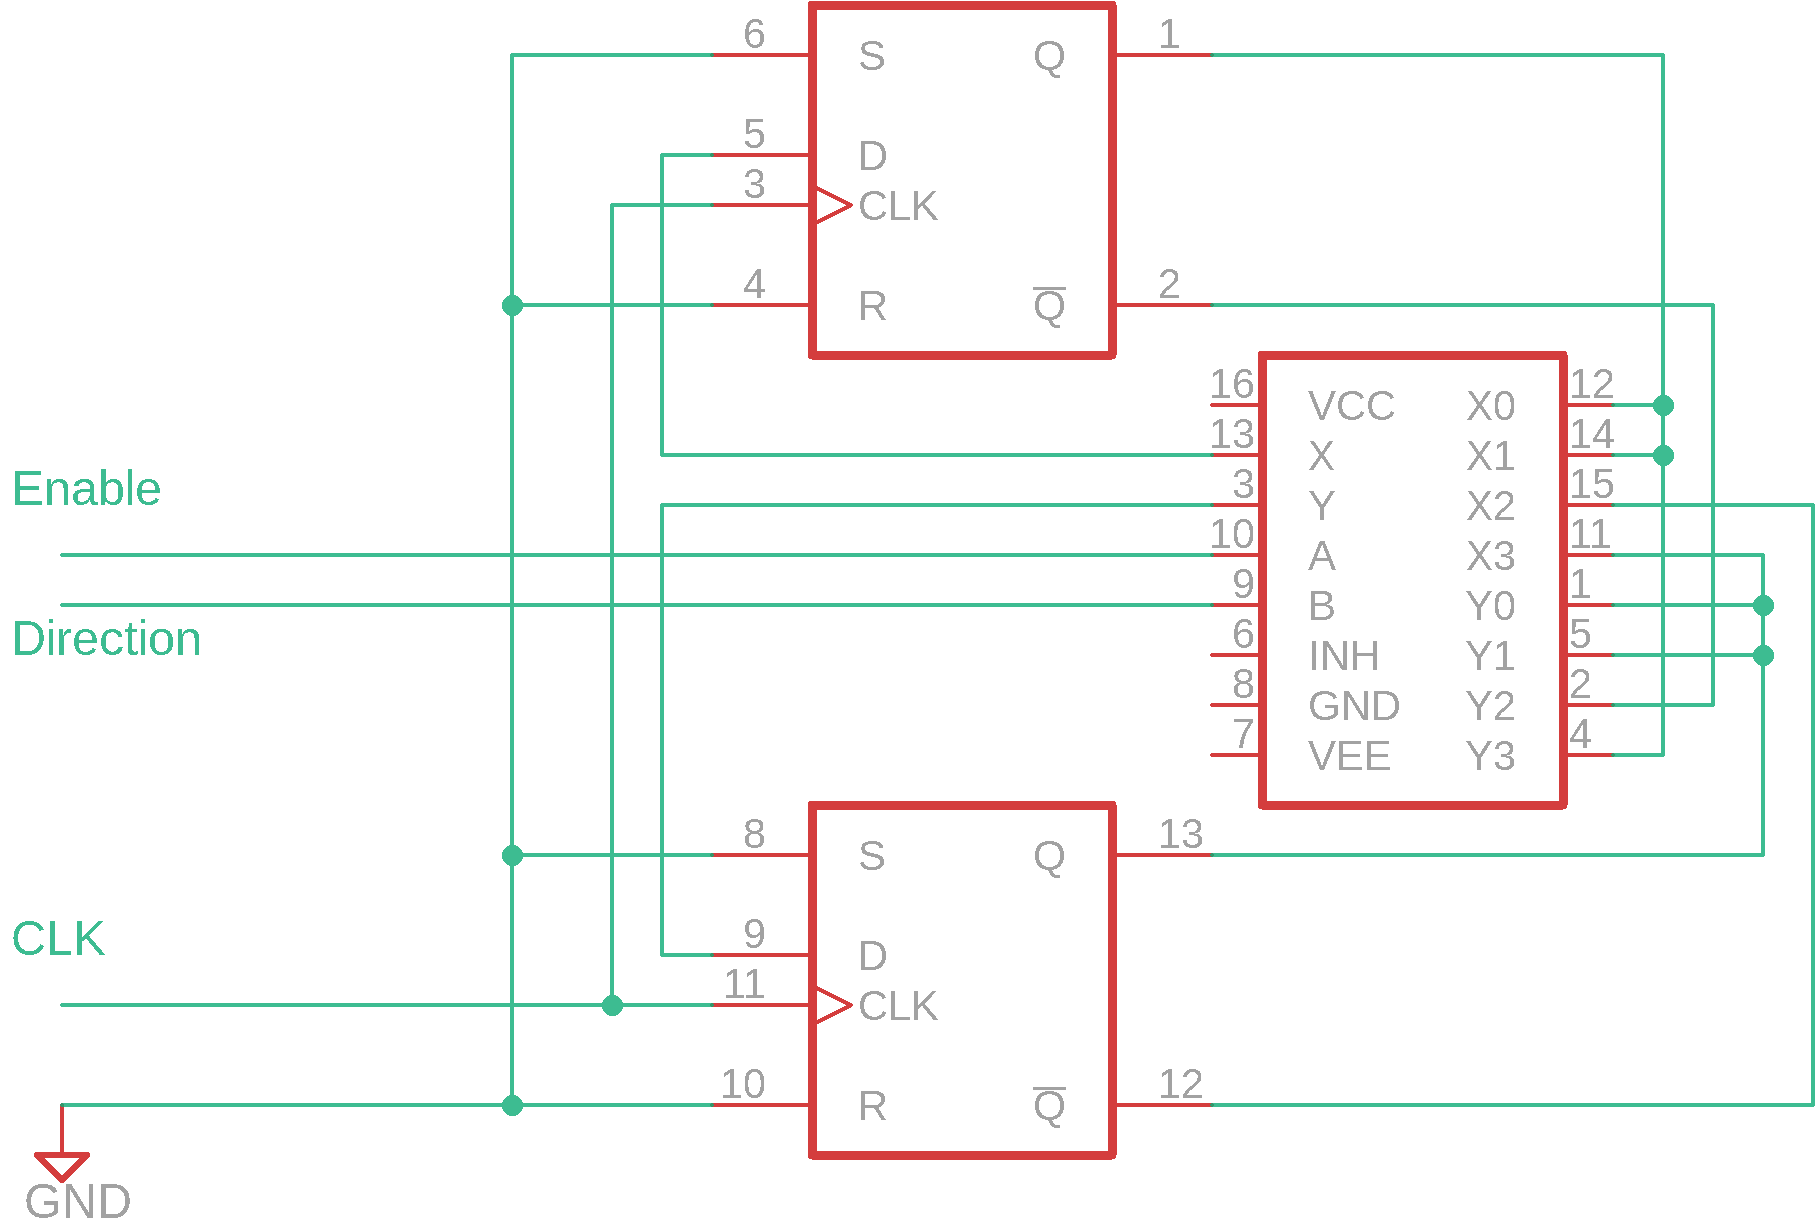 6 S Q 1
5 D
3 CLK
4 R Q 2
16 VCC X0 12
13 X X1 14
3 Y X2 15
10 A X3 11
9 B Y0 1
6 INH Y1 5
8 GND Y2 2
7 VEE Y3 4
Enable
Direction
8 S Q 13
9 D
CLK
11 CLK
10 R Q 12
GND